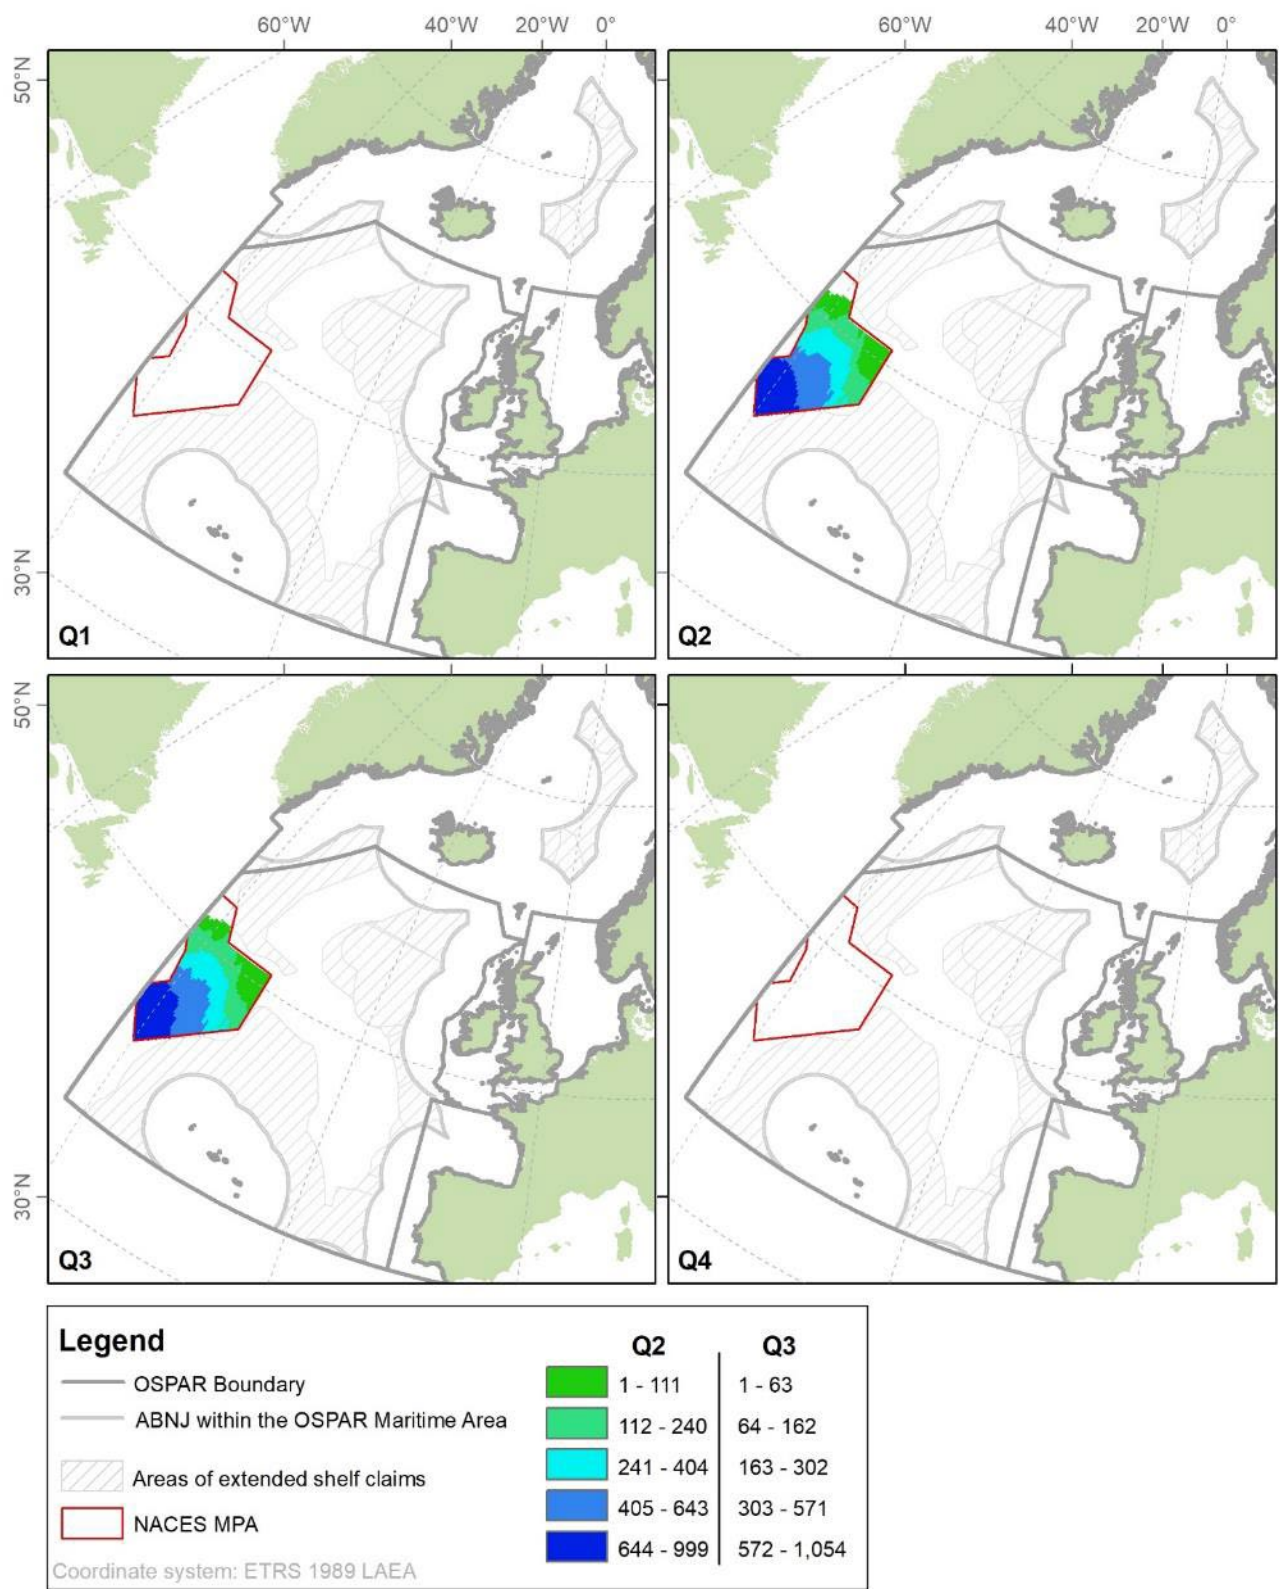 60°W 40°W 20°W 0° 60°W 40°W 20°W 0°
50°N
30°N
Q1 Q2
50°N
30°N
Q3 Q4
Legend
OSPAR Boundary
ABNJ within the OSPAR Maritime Area
Areas of extended shelf claims
NACES MPA
Coordinate system: ETRS 1989 LAEA
Q2 Q3
1 - 111 1 - 63
112 - 240 64 - 162
241 - 404 163 - 302
405 - 643 303 - 571
644 - 999 572 - 1,054